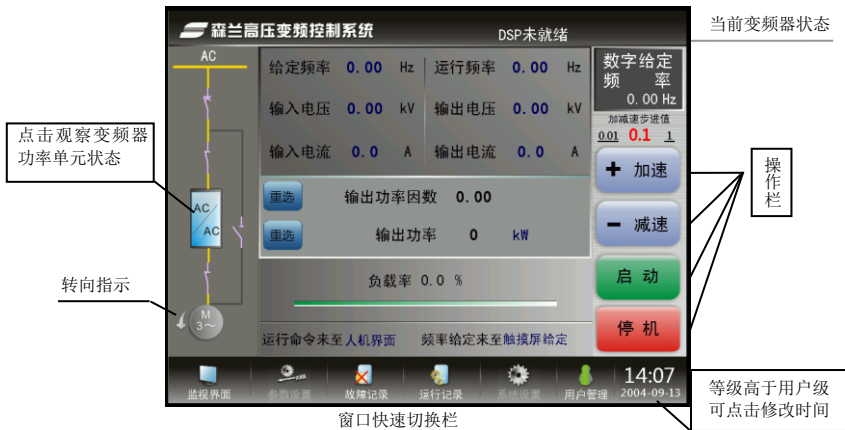 森兰高压变频控制系统
DSP未就绪
当前变频器状态
AC
给定频率 0.00 Hz 运行频率 0.00 Hz
输入电压 0.00 kV 输出电压 0.00 kV
输入电流 0.0 A 输出电流 0.0 A
数字给定
频 率
0.00 Hz
加减速步进值
0.01 0.1 1
点击观察变频器
功率单元状态
重选 输出功率因数 0.00
重选 输出功率 0 kW
AC/
AC
+ 加速
- 减速
启 动
停 机
操作栏
转向指示
M
3～
负载率 0.0 %
运行命令来至人机界面 频率给定来至触摸屏给定
监视界面 参数设置 故障记录 运行记录 系统设置 用户管理
14:07
2004-09-13
等级高于用户级
可点击修改时间
窗口快速切换栏